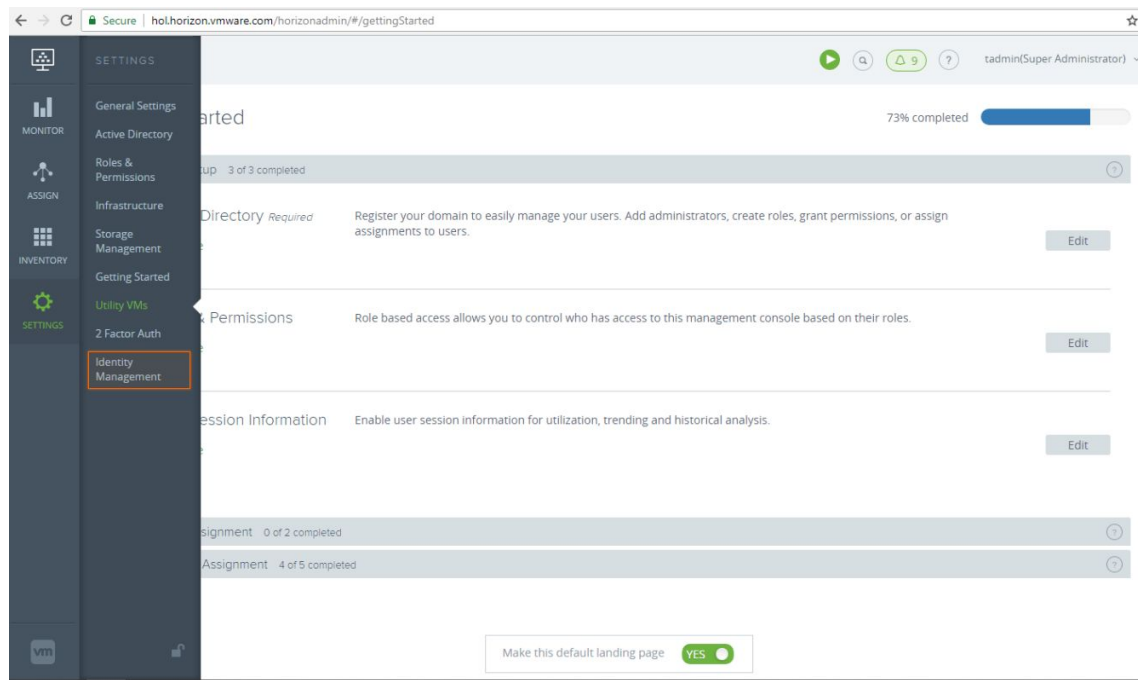 Secure | hol.horizon.vmware.com/horizonadmin/#/gettingStarted
SETTINGS
General Settings
Active Directory
Roles &
Permissions
Infrastructure
Storage
Management
Getting Started
Utility VMs
2 Factor Auth
Identity
Management
MONITOR
ASSIGN
INVENTORY
SETTINGS
vm
9
?
tadmin(Super Administrator)
arted
73% completed
up 3 of 3 completed
?
Directory Required
Register your domain to easily manage your users. Add administrators, create roles, grant permissions, or assign
assignments to users.
Edit
& Permissions
Role based access allows you to control who has access to this management console based on their roles.
Edit
ession Information
Enable user session information for utilization, trending and historical analysis.
Edit
signment 0 of 2 completed
?
Assignment 4 of 5 completed
?
Make this default landing page YES